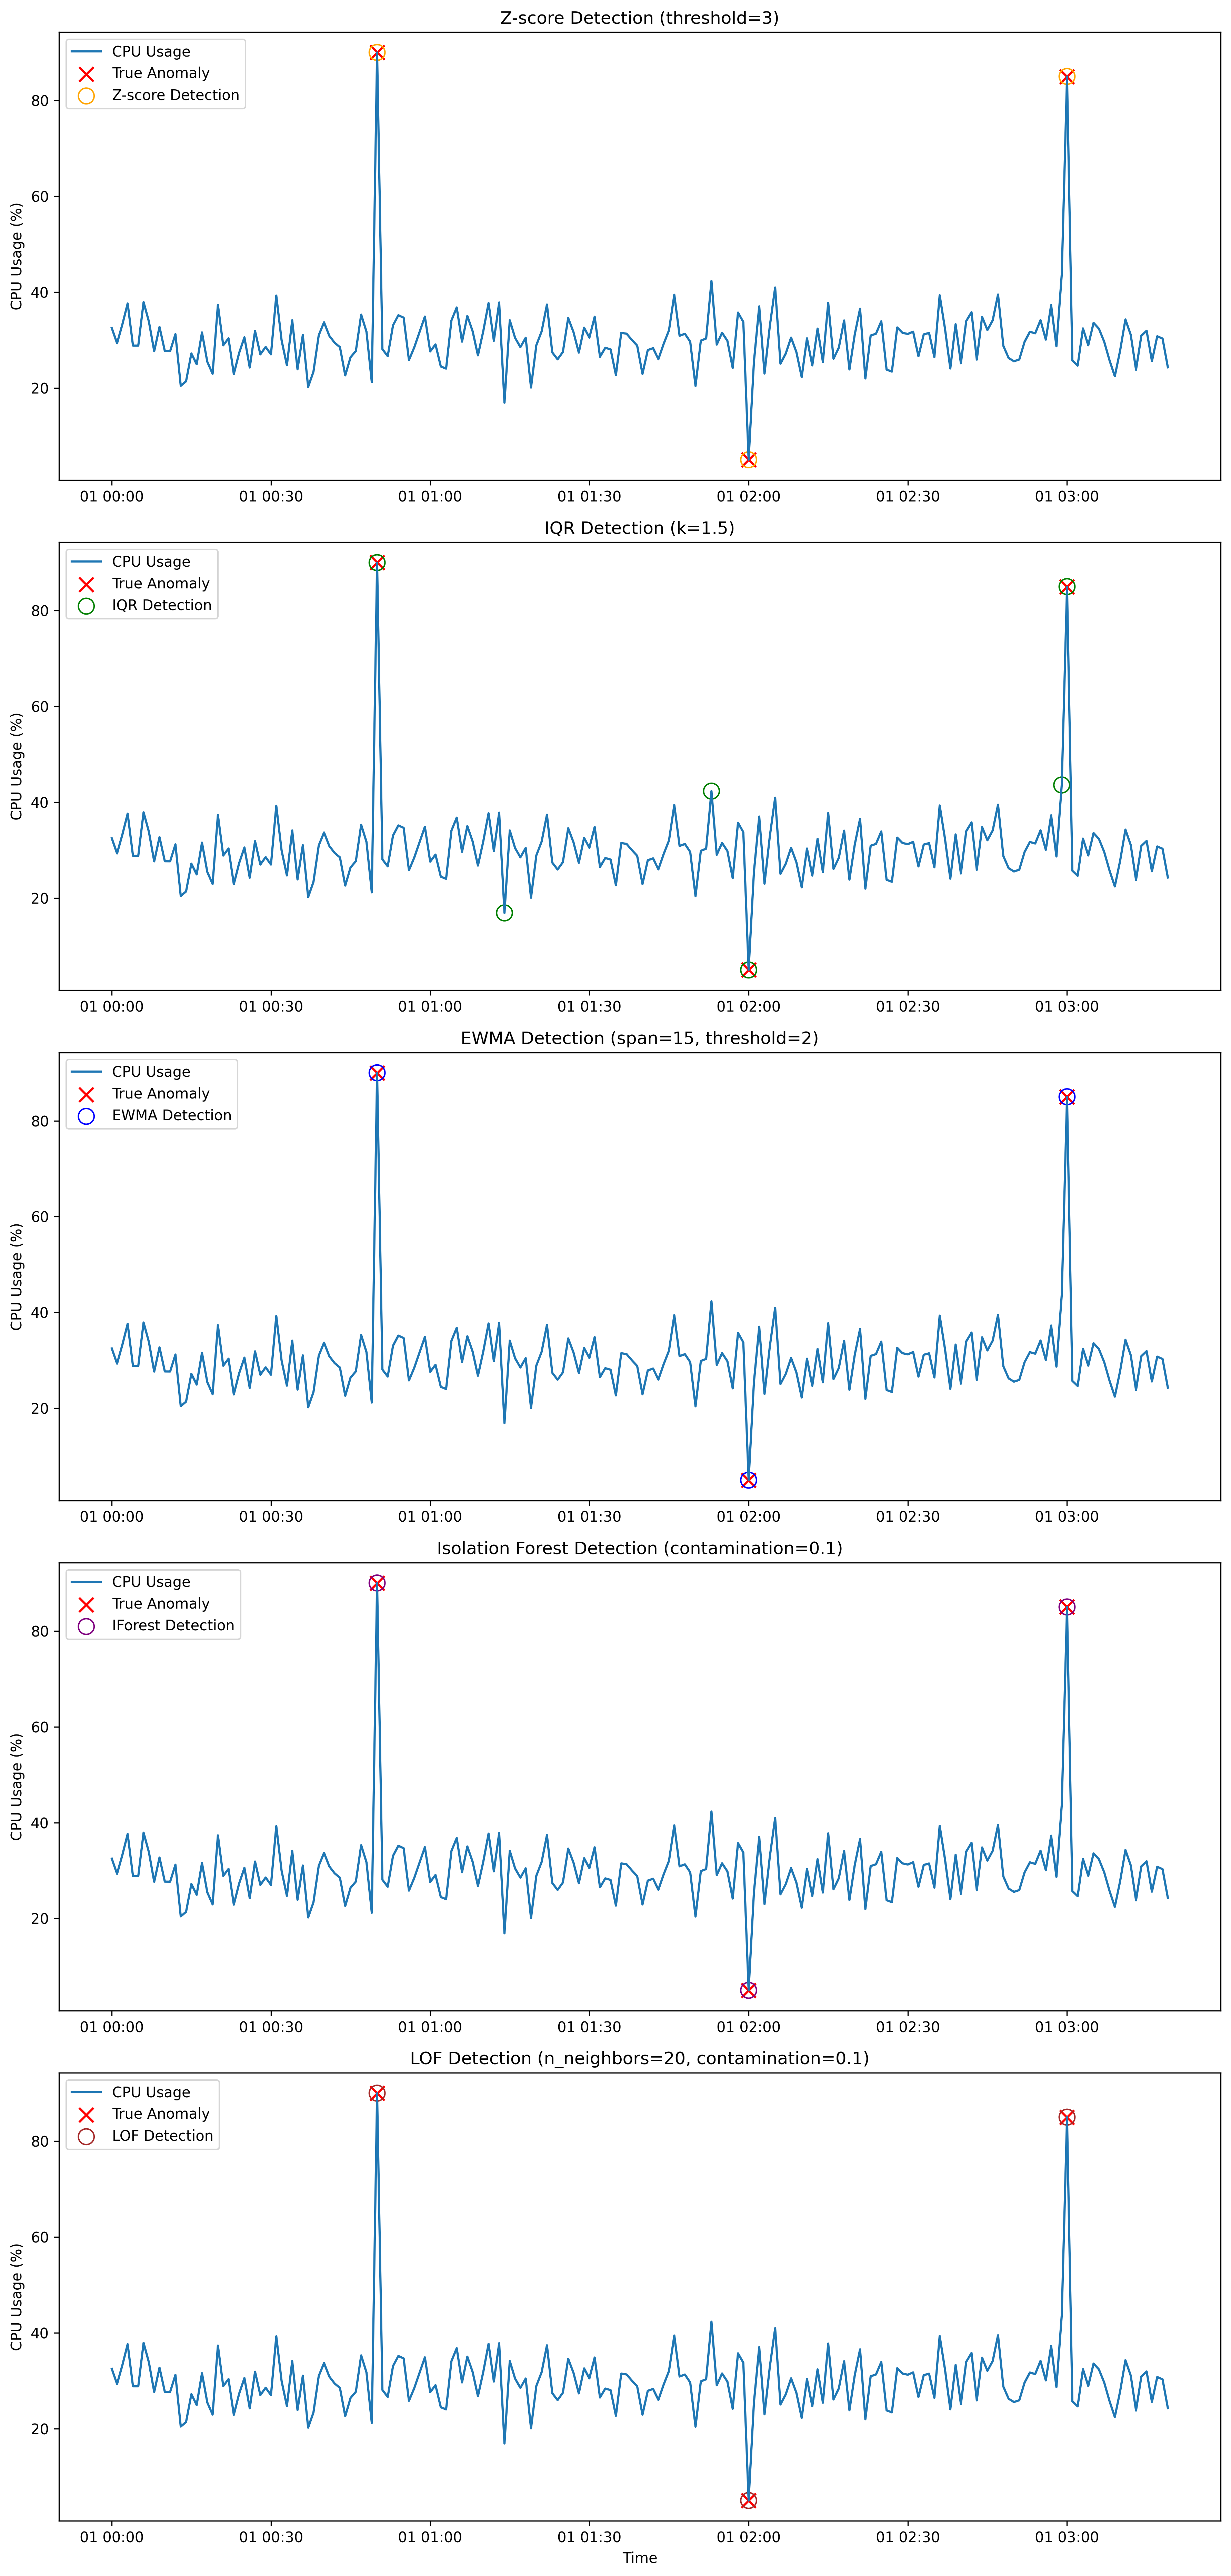 Z-score Detection (threshold=3)
CPU Usage
True Anomaly
Z-score Detection
CPU Usage (%)
80
60
40
20
01 00:00 01 00:30 01 01:00 01 01:30 01 02:00 01 02:30 01 03:00
IQR Detection (k=1.5)
CPU Usage
True Anomaly
IQR Detection
CPU Usage (%)
80
60
40
20
01 00:00 01 00:30 01 01:00 01 01:30 01 02:00 01 02:30 01 03:00
EWMA Detection (span=15, threshold=2)
CPU Usage
True Anomaly
EWMA Detection
CPU Usage (%)
80
60
40
20
01 00:00 01 00:30 01 01:00 01 01:30 01 02:00 01 02:30 01 03:00
Isolation Forest Detection (contamination=0.1)
CPU Usage
True Anomaly
IForest Detection
CPU Usage (%)
80
60
40
20
01 00:00 01 00:30 01 01:00 01 01:30 01 02:00 01 02:30 01 03:00
LOF Detection (n_neighbors=20, contamination=0.1)
CPU Usage
True Anomaly
LOF Detection
CPU Usage (%)
80
60
40
20
01 00:00 01 00:30 01 01:00 01 01:30 01 02:00 01 02:30 01 03:00
Time